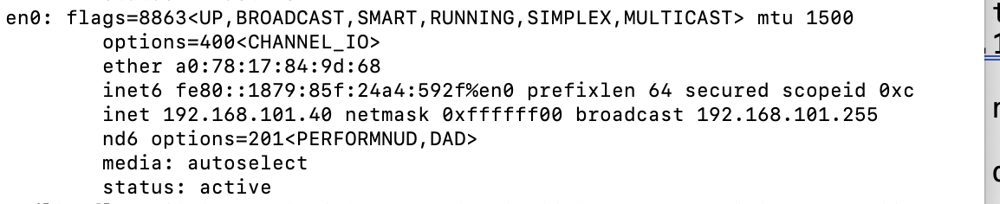 en0: flags=8863<UP,BROADCAST,SMART,RUNNING,SIMPLEX,MULTICAST> mtu 1500
options=400<CHANNEL_IO>
ether a0:78:17:84:9d:68
inet6 fe80::1879:85f:24a4:592f%en0 prefixlen 64 secured scopeid 0xc
inet 192.168.101.40 netmask 0xffffff00 broadcast 192.168.101.255
nd6 options=201<PERFORMNUD,DAD>
media: autoselect
status: active